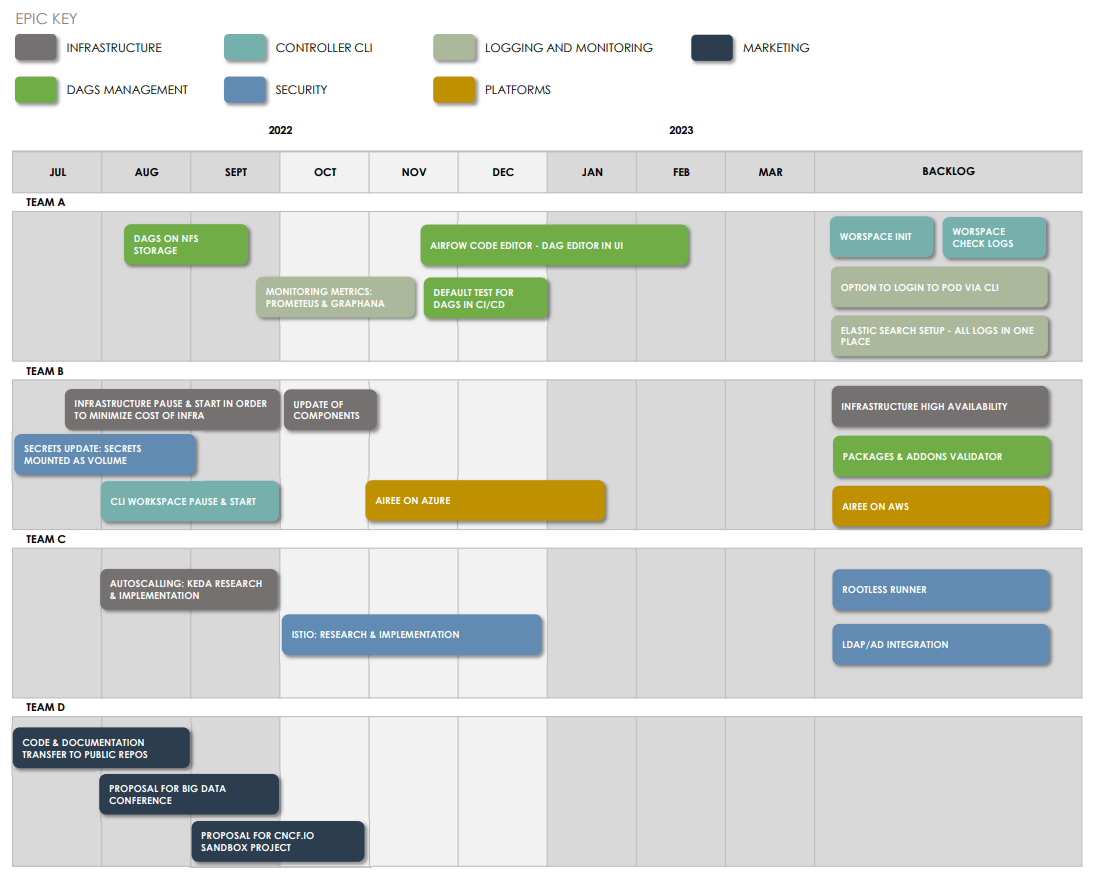 EPIC KEY
INFRASTRUCTURE
CONTROLLER CLI
LOGGING AND MONITORING
MARKETING
DAGS MANAGEMENT
SECURITY
PLATFORMS
2022
2023
JUL
AUG
SEPT
OCT
NOV
DEC
JAN
FEB
MAR
BACKLOG
TEAM A
DAGS ON NFS
STORAGE
AIRFOW CODE EDITOR - DAG EDITOR IN UI
MONITORING METRICS:
PROMETEUS & GRAPHANA
DEFAULT TEST FOR
DAGS IN CI/CD
WORSPACE INIT
WORSPACE
CHECK LOGS
OPTION TO LOGIN TO POD VIA CLI
ELASTIC SEARCH SETUP - ALL LOGS IN ONE
PLACE
TEAM B
INFRASTRUCTURE PAUSE & START IN ORDER
TO MINIMIZE COST OF INFRA
UPDATE OF
COMPONENTS
SECRETS UPDATE: SECRETS
MOUNTED AS VOLUME
CLI WORKSPACE PAUSE & START
AIREE ON AZURE
INFRASTRUCTURE HIGH AVAILABILITY
PACKAGES & ADDONS VALIDATOR
AIREE ON AWS
TEAM C
AUTOSCALLING: KEDA RESEARCH
& IMPLEMENTATION
ISTIO: RESEARCH & IMPLEMENTATION
ROOTLESS RUNNER
LDAP/AD INTEGRATION
TEAM D
CODE & DOCUMENTATION
TRANSFER TO PUBLIC REPOS
PROPOSAL FOR BIG DATA
CONFERENCE
PROPOSAL FOR CNCF.IO
SANDBOX PROJECT